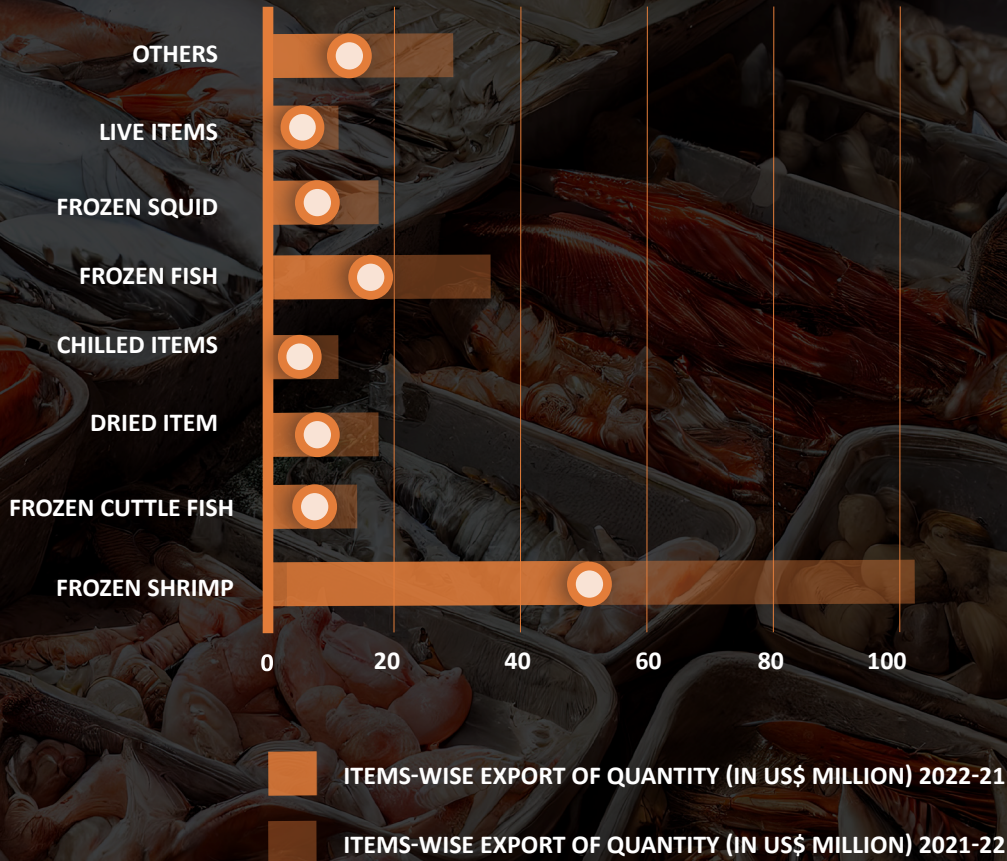 OTHERS
LIVE ITEMS
FROZEN SQUID
FROZEN FISH
CHILLED ITEMS
DRIED ITEM
FROZEN CUTTLE FISH
FROZEN SHRIMP
0 20 40 60 80 100
ITEMS-WISE EXPORT OF QUANTITY (IN US$ MILLION) 2022-21
ITEMS-WISE EXPORT OF QUANTITY (IN US$ MILLION) 2021-22